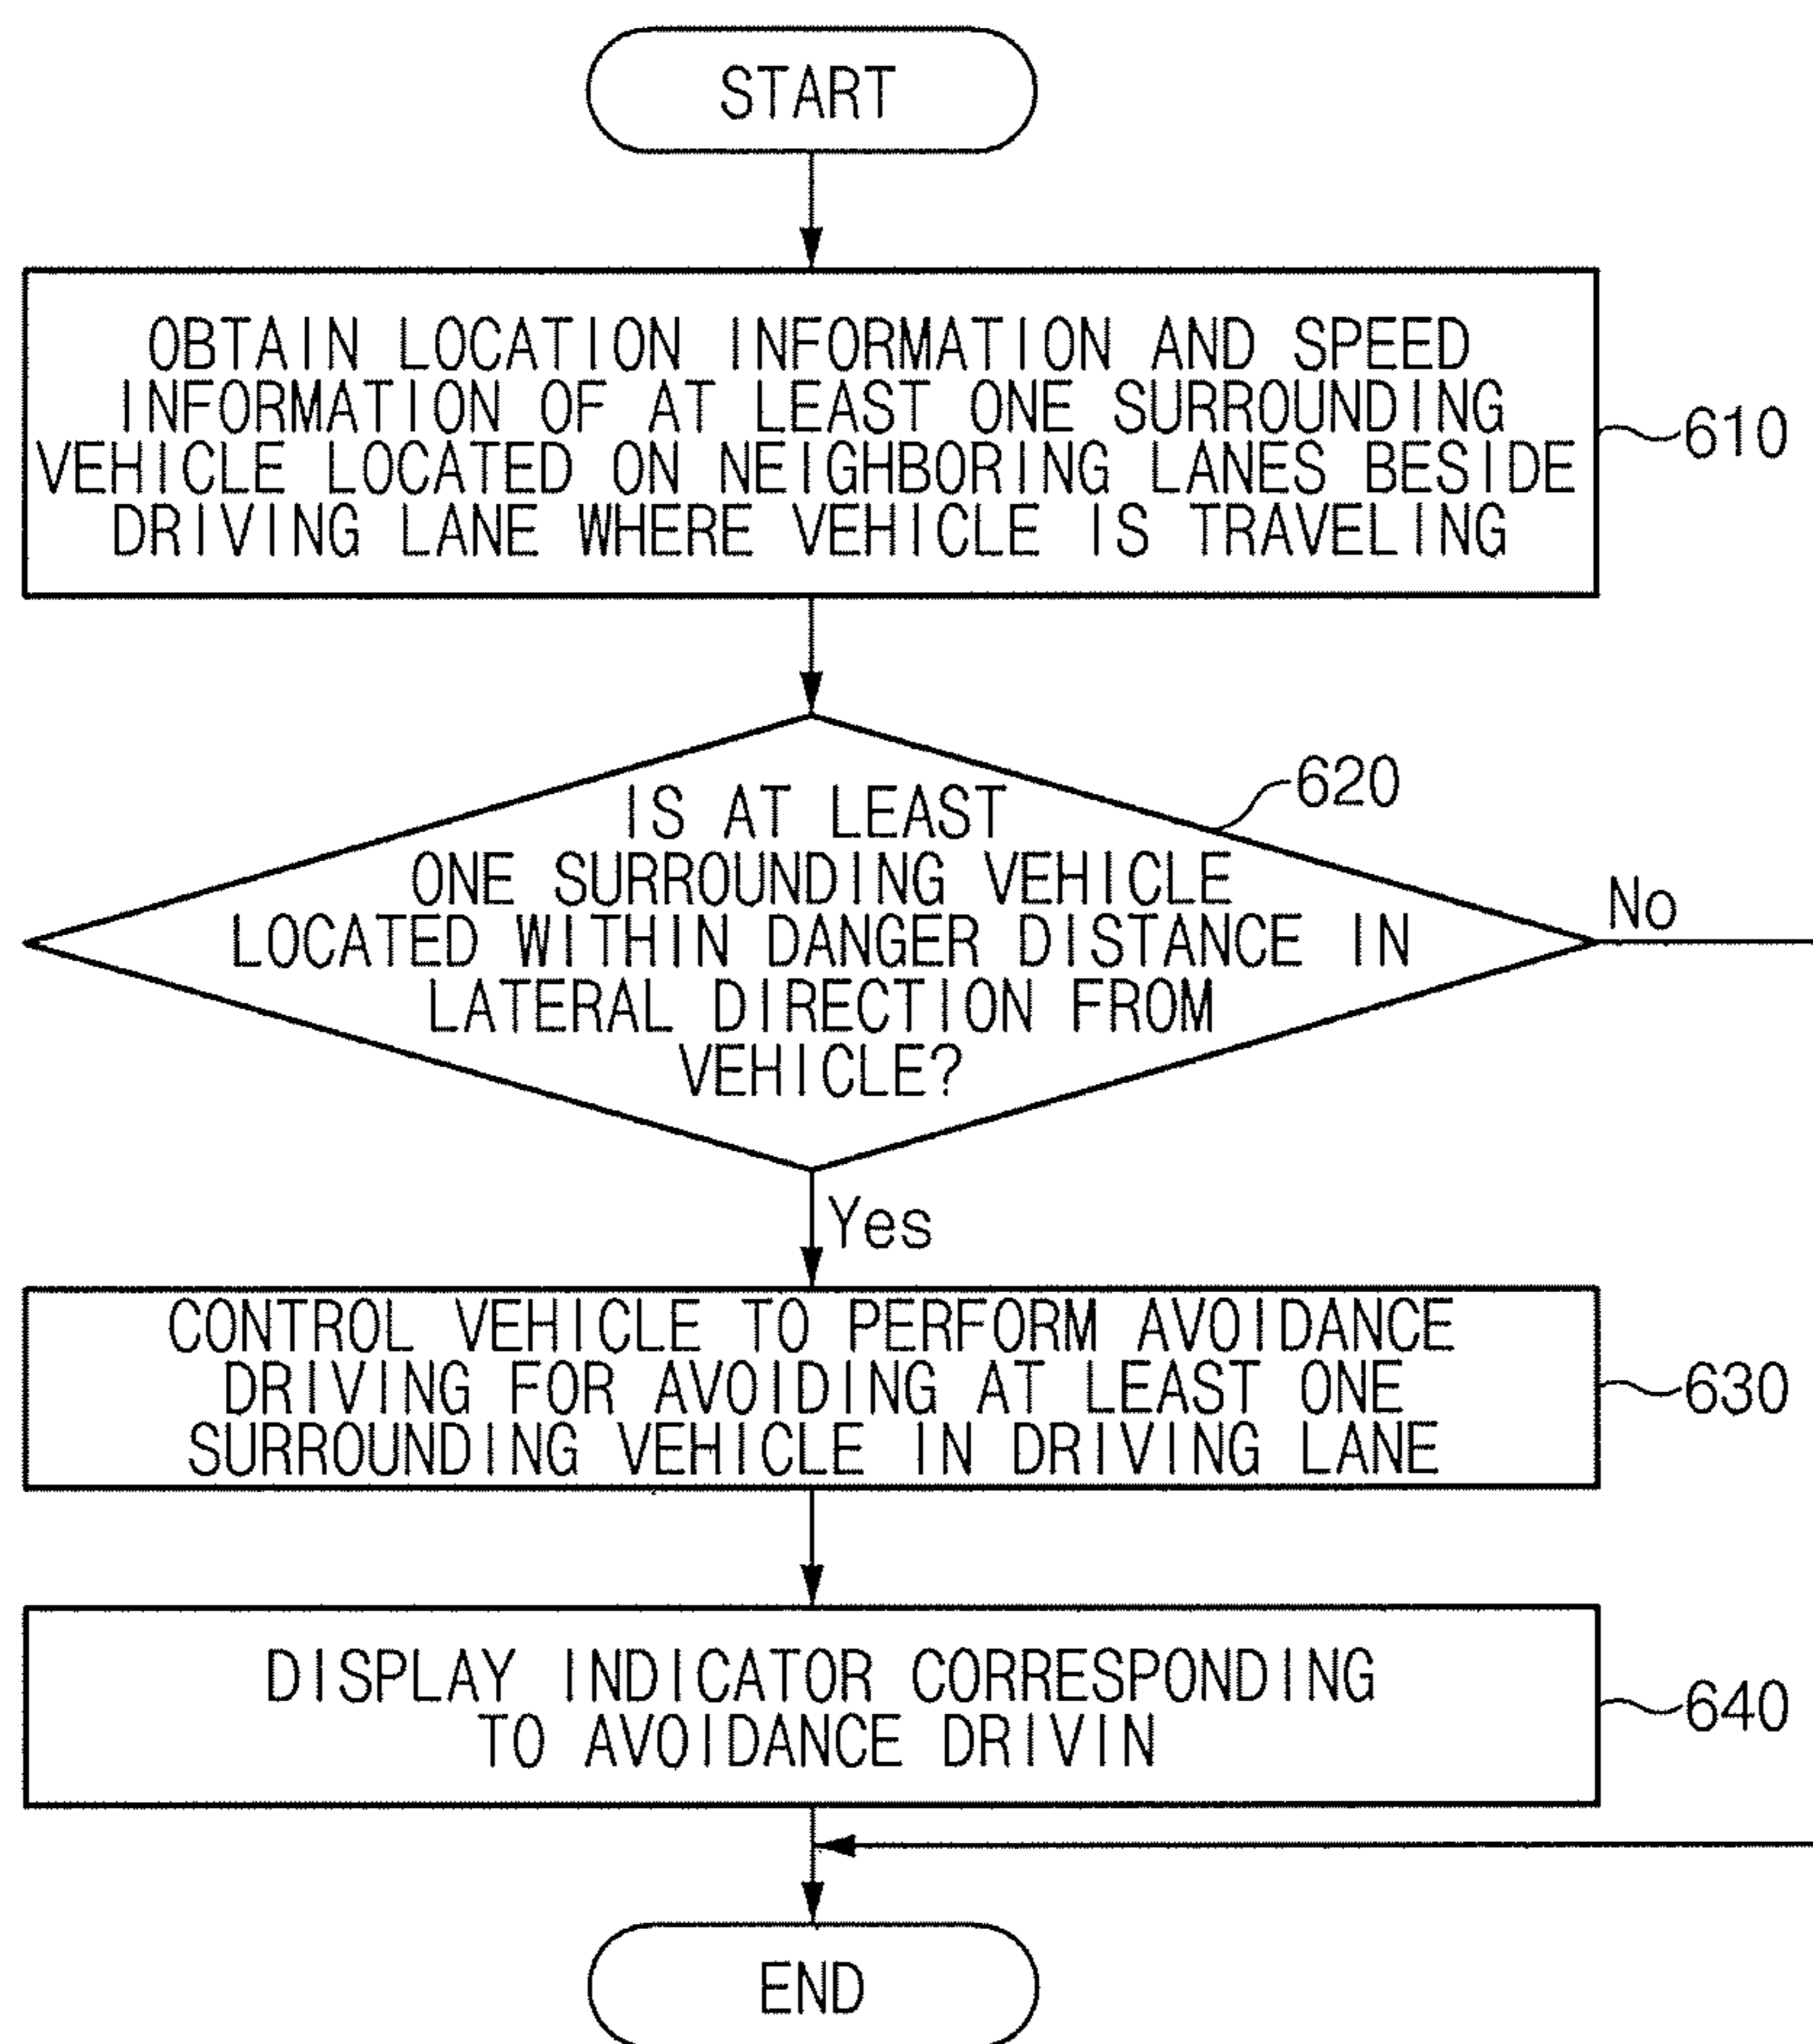 START
OBTAIN LOCATION INFORMATION AND SPEED
INFORMATION OF AT LEAST ONE SURROUNDING
VEHICLE LOCATED ON NEIGHBORING LANES BESIDE
DRIVING LANE WHERE VEHICLE IS TRAVELING
610
620
IS AT LEAST
ONE SURROUNDING VEHICLE
LOCATED WITHIN DANGER DISTANCE IN
LATERAL DIRECTION FROM
VEHICLE?
No
Yes
CONTROL VEHICLE TO PERFORM AVOIDANCE
DRIVING FOR AVOIDING AT LEAST ONE
SURROUNDING VEHICLE IN DRIVING LANE
630
DISPLAY INDICATOR CORRESPONDING
TO AVOIDANCE DRIVIN
640
END